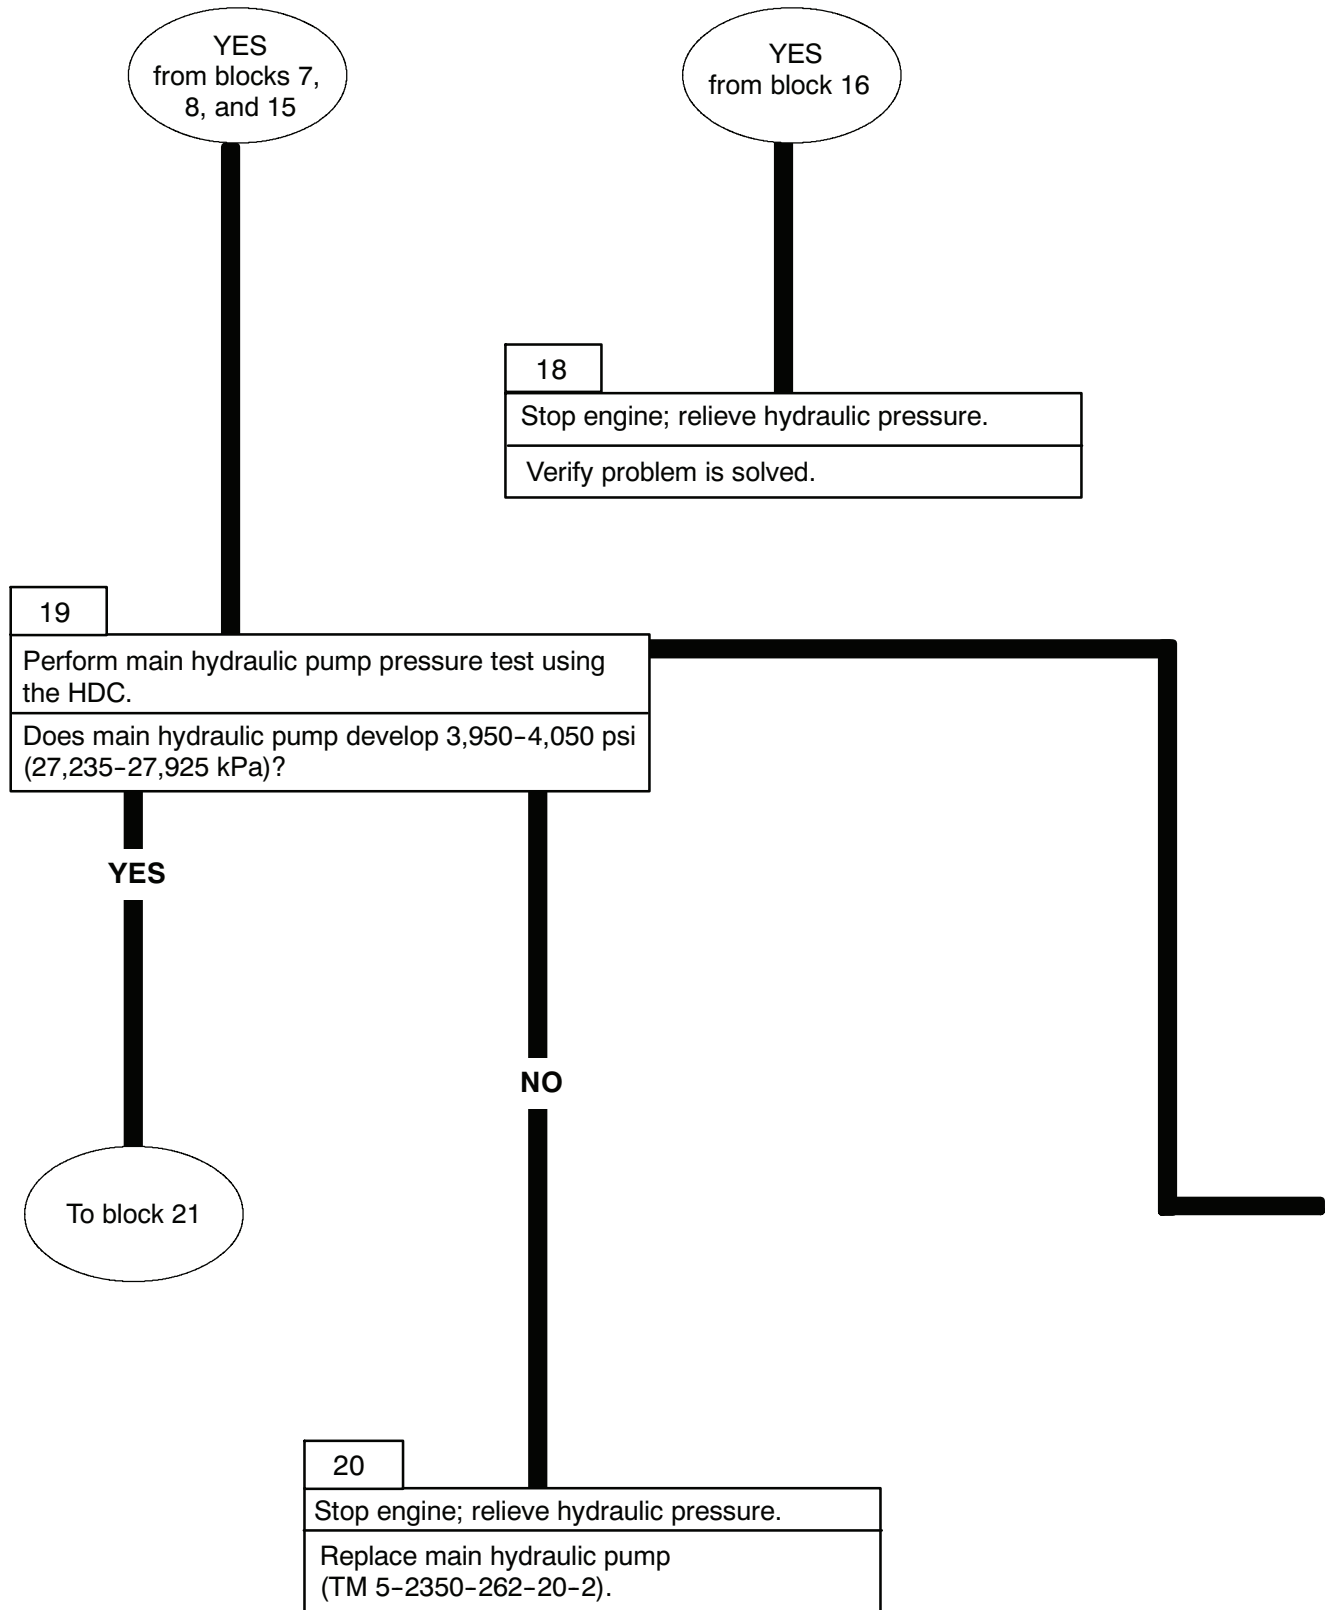 YES
from blocks 7,
8, and 15
YES
from block 16
18
Stop engine; relieve hydraulic pressure.
Verify problem is solved.
19
Perform main hydraulic pump pressure test using
the HDC.
Does main hydraulic pump develop 3,950-4,050 psi
(27,235-27,925 kPa)?
YES
NO
To block 21
20
Stop engine; relieve hydraulic pressure.
Replace main hydraulic pump
(TM 5-2350-262-20-2).